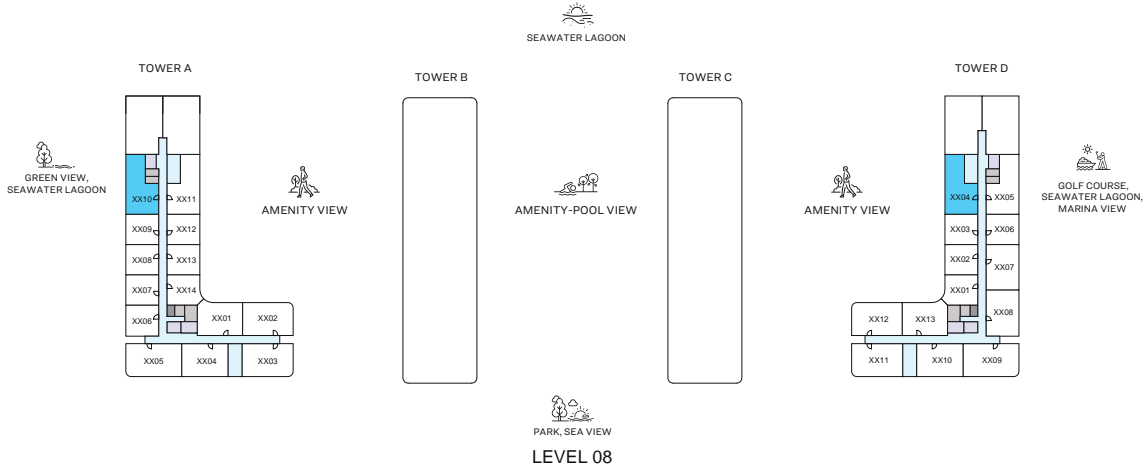 SEAWATER LAGOON
TOWER A
TOWER B
TOWER C
TOWER D
GREEN VIEW,
SEAWATER LAGOON
AMENITY VIEW
AMENITY-POOL VIEW
AMENITY VIEW
GOLF COURSE,
SEAWATER LAGOON,
MARINA VIEW
XX10
XX11
XX09
XX12
XX08
XX13
XX07
XX14
XX06
XX01
XX02
XX05
XX04
XX03
XX04
XX05
XX03
XX06
XX02
XX07
XX01
XX08
XX12
XX13
XX11
XX10
XX09
PARK, SEA VIEW
LEVEL 08